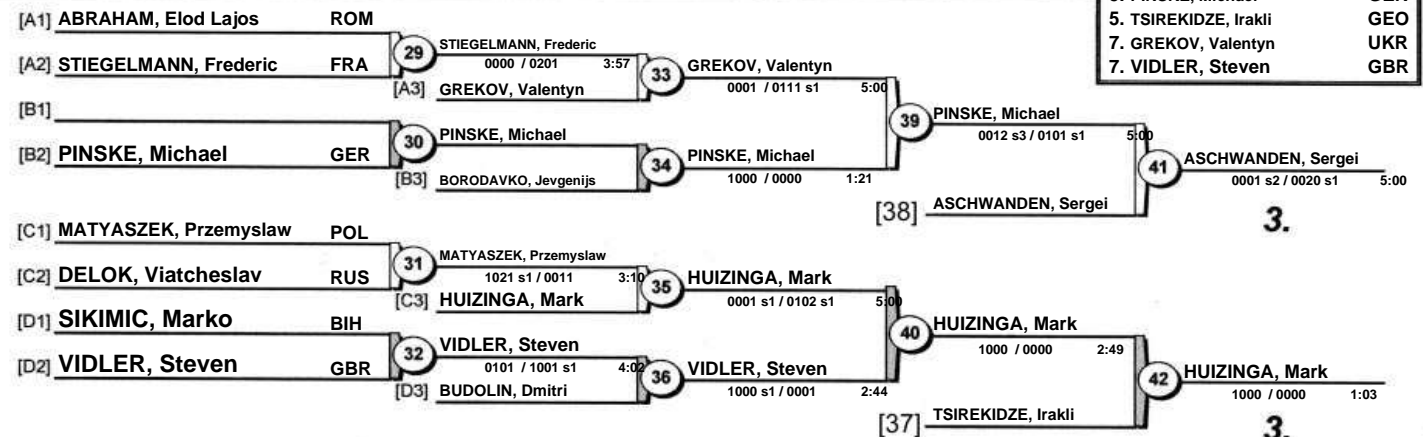 [A1] ABRAHAM, Elod Lajos ROM
[A2] STIEGELMANN, Frederic FRA
29 STIEGELMANN, Frederic
0000 / 0201 3:57
[A3] GREKOV, Valentyn
33 GREKOV, Valentyn
0001 / 0111 s1 5:00
5. TSIREKIDZE, Irakli GEO
7. GREKOV, Valentyn UKR
7. VIDLER, Steven GBR
[B1]
[B2] PINSKE, Michael GER
30 PINSKE, Michael
[B3] BORODAVKO, Jevgenijs
34 PINSKE, Michael
1000 / 0000 1:21
39 PINSKE, Michael
0012 s3 / 0101 s1 5:00
[38] ASCHWANDEN, Sergei
41 ASCHWANDEN, Sergei
0001 s2 / 0020 s1 5:00
3.
[C1] MATYASZEK, Przemyslaw POL
[C2] DELOK, Viatcheslav RUS
31 MATYASZEK, Przemyslaw
1021 s1 / 0011 3:10
[C3] HUIZINGA, Mark
35 HUIZINGA, Mark
0001 s1 / 0102 s1 5:00
[D1] SIKIMIC, Marko BIH
[D2] VIDLER, Steven GBR
32 VIDLER, Steven
0101 / 1001 s1 4:02
[D3] BUDOLIN, Dmitri
36 VIDLER, Steven
1000 s1 / 0001 2:44
40 HUIZINGA, Mark
1000 / 0000 2:49
[37] TSIREKIDZE, Irakli
42 HUIZINGA, Mark
1000 / 0000 1:03
3.